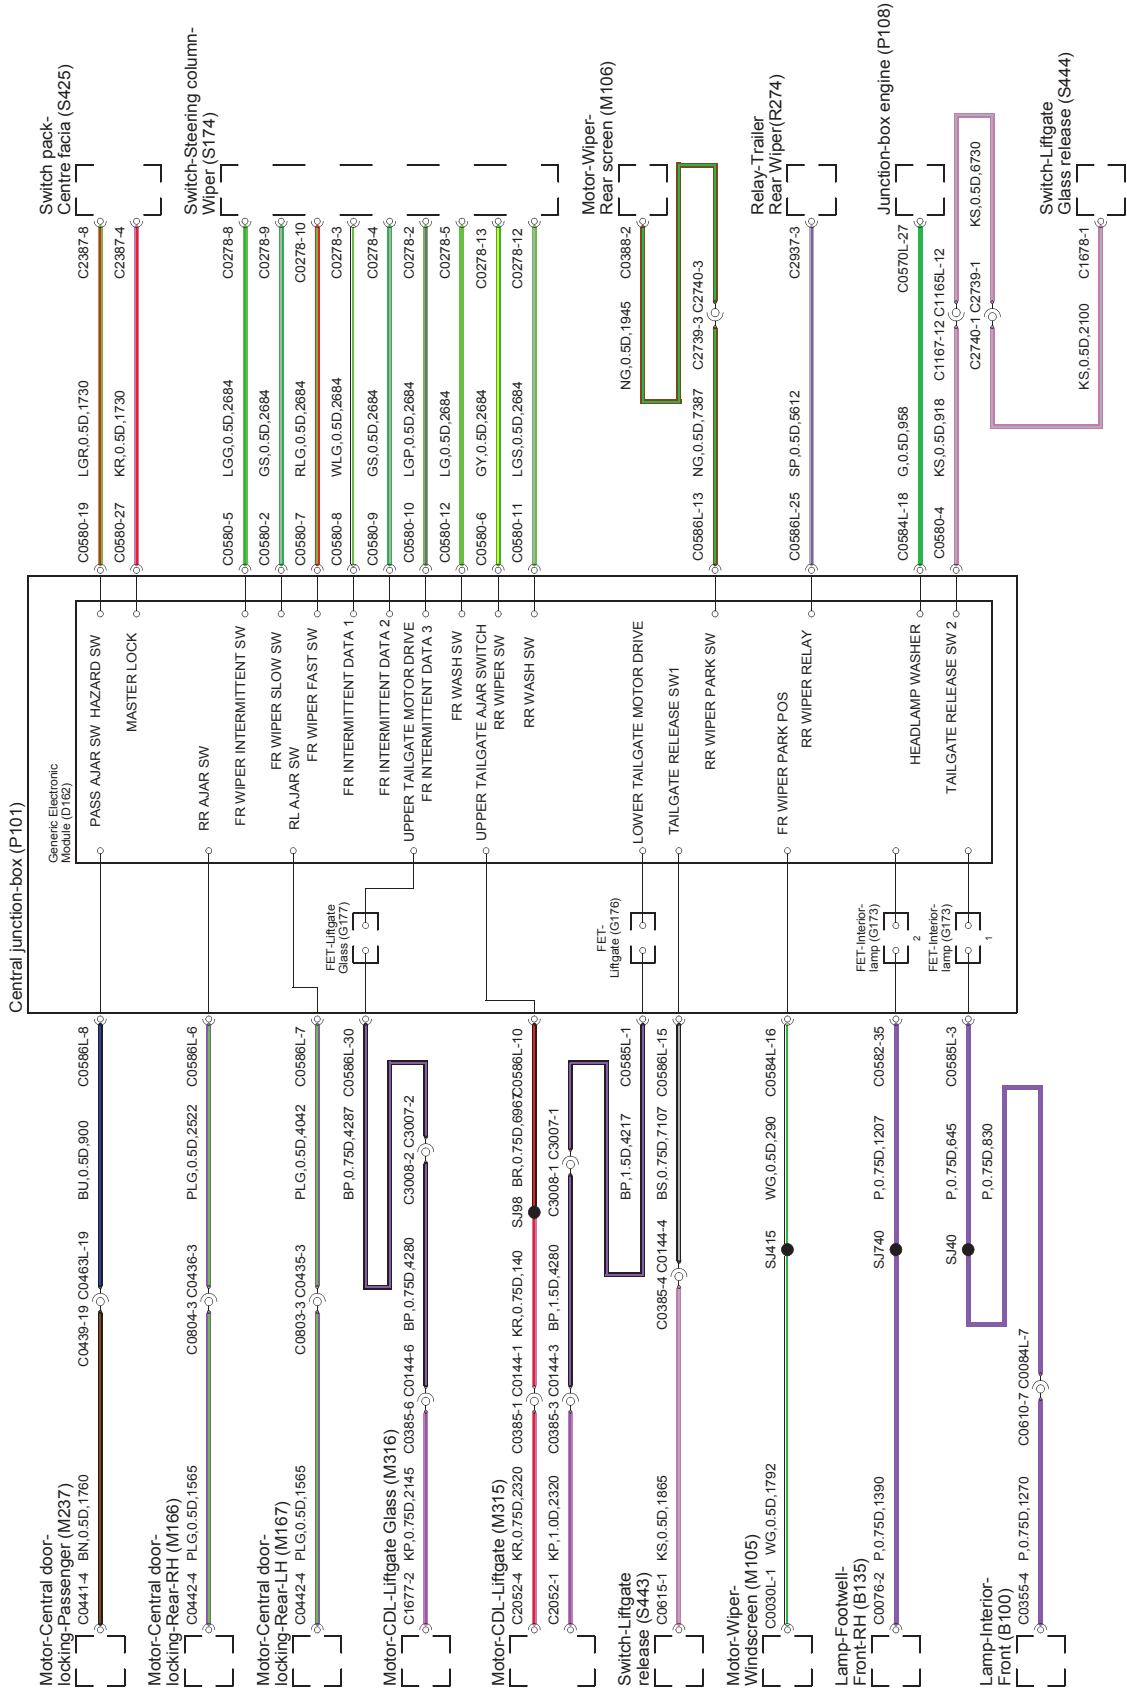 Switch pack-
Centre facia (S425)
C2387-8
LGR,0.5D,1730
C0580-19
C2387-4
KR,0.5D,1730
C0580-27
Switch-Steering column-
Wiper (S174)
C0278-8
LGG,0.5D,2684
C0580-5
C0278-9
GS,0.5D,2684
C0580-2
C0278-10
RLG,0.5D,2684
C0580-7
C0278-3
WLG,0.5D,2684
C0580-8
C0278-4
GS,0.5D,2684
C0580-9
C0278-2
LGP,0.5D,2684
C0580-10
C0278-5
LG,0.5D,2684
C0580-12
C0278-13
GY,0.5D,2684
C0580-6
C0278-12
LGS,0.5D,2684
C0580-11
Motor-Wiper-
Rear screen (M106)
C0388-2
NG,0.5D,1945
C2739-3 C2740-3
NG,0.5D,7387
C0586L-13
Relay-Trailer
Rear Wiper(R274)
C2937-3
SP,0.5D,5612
C0586L-25
Junction-box engine (P108)
C0570L-27
G,0.5D,958
C0584L-18
C1167-12 C1165L-12
KS,0.5D,918
C0580-4
KS,0.5D,6730
C2740-1 C2739-1
Switch-Liftgate
Glass release (S444)
C1678-1
KS,0.5D,2100
Central junction-box (P101)
Generic Electronic
Module (D162)
PASS AJAR SW HAZARD SW
MASTER LOCK
RR AJAR SW
FR WIPER INTERMITTENT SW
FR WIPER SLOW SW
RL AJAR SW
FR WIPER FAST SW
FR INTERMITTENT DATA 1
FR INTERMITTENT DATA 2
UPPER TAILGATE MOTOR DRIVE
FR INTERMITTENT DATA 3
FR WASH SW
UPPER TAILGATE AJAR SWITCH
RR WIPER SW
RR WASH SW
LOWER TAILGATE MOTOR DRIVE
TAILGATE RELEASE SW1
RR WIPER PARK SW
FR WIPER PARK POS
RR WIPER RELAY
HEADLAMP WASHER
TAILGATE RELEASE SW 2
FET-Liftgate
Glass (G177)
FET-
Liftgate (G176)
FET-Interior-
lamp (G173)
2
FET-Interior-
lamp (G173)
1
Motor-Central door-
locking-Passenger (M237)
C0441-4 BN,0.5D,1760
C0439-19 C0463L-19
BU,0.5D,900
C0586L-8
Motor-Central door-
locking-Rear-RH (M166)
C0442-4 PLG,0.5D,1565
C0804-3 C0436-3
PLG,0.5D,2522
C0586L-6
Motor-Central door-
locking-Rear-LH (M167)
C0442-4 PLG,0.5D,1565
C0803-3 C0435-3
PLG,0.5D,4042
C0586L-7
BP,0.75D,4287
C0586L-30
Motor-CDL-Liftgate Glass (M316)
C1677-2 KP,0.75D,2145
C0385-6 C0144-6
BP,0.75D,4280
C3008-2 C3007-2
Motor-CDL-Liftgate (M315)
C2052-4 KR,0.75D,2320
C0385-1 C0144-1
KR,0.75D,140
SJ98
BR,0.75D,6967
C0586L-10
C2052-1 KP,1.0D,2320
C0385-3 C0144-3
BP,1.5D,4280
C3008-1 C3007-1
BP,1.5D,4217
C0585L-1
Switch-Liftgate
release (S443)
C0615-1 KS,0.5D,1865
C0385-4 C0144-4
BS,0.75D,7107
C0586L-15
Motor-Wiper-
Windscreen (M105)
C0030L-1 WG,0.5D,1792
SJ415
WG,0.5D,290
C0584L-16
Lamp-Footwell-
Front-RH (B135)
C0076-2 P,0.75D,1390
SJ740
P,0.75D,1207
C0582-35
SJ40
P,0.75D,645
C0585L-3
P,0.75D,830
Lamp-Interior-
Front (B100)
C0355-4 P,0.75D,1270
C0610-7 C0084L-7